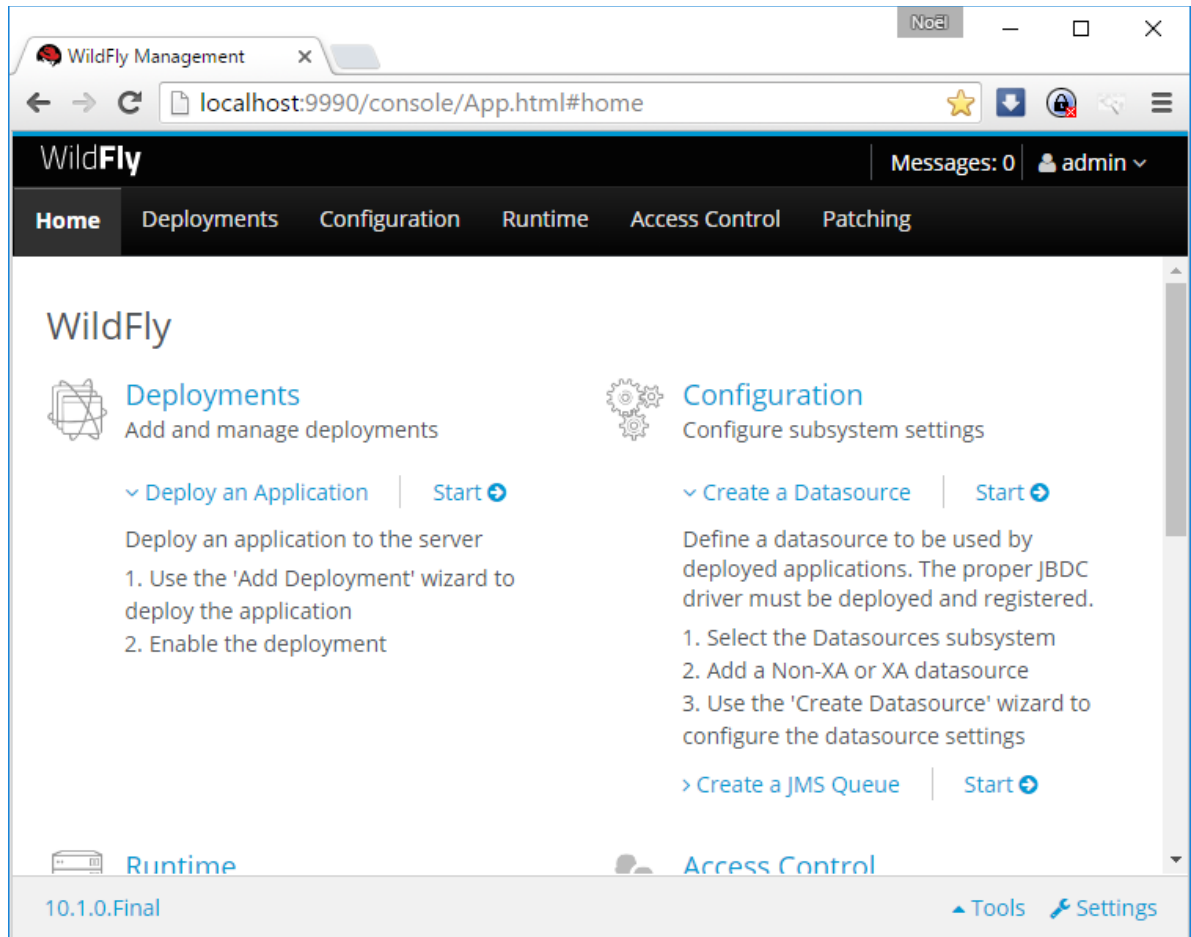 Noël
WildFly Management
localhost:9990/console/App.html#home
WildFly
Messages: 0
admin
Home Deployments Configuration Runtime Access Control Patching
WildFly
Deployments
Add and manage deployments
Deploy an Application Start
Deploy an application to the server
1. Use the 'Add Deployment' wizard to
deploy the application
2. Enable the deployment
Configuration
Configure subsystem settings
Create a Datasource Start
Define a datasource to be used by
deployed applications. The proper JBDC
driver must be deployed and registered.
1. Select the Datasources subsystem
2. Add a Non-XA or XA datasource
3. Use the 'Create Datasource' wizard to
configure the datasource settings
Create a JMS Queue Start
Runtime
Access Control
10.1.0.Final
Tools
Settings